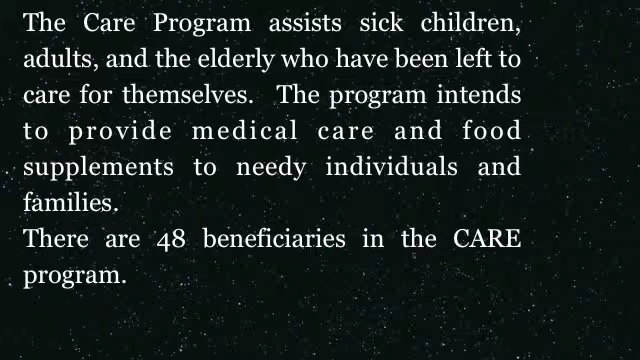 The Care Program assists sick children,
adults, and the elderly who have been left to
care for themselves.  The program intends
to provide medical care and food
supplements to needy individuals and
families.
There are 48 beneficiaries in the CARE
program.